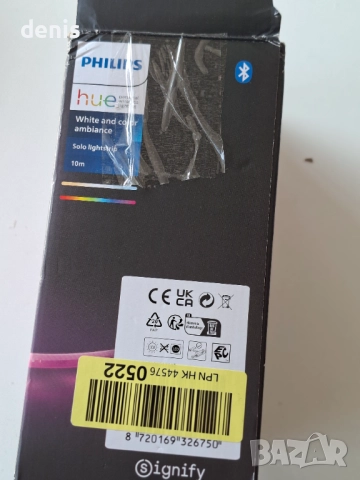 denis
PHILIPS
hue
White and color
ambiance
Solo lightstrip
10m
CE UK CA
LPN HK 44576 0522
8 720169 326750
Signify
bazar